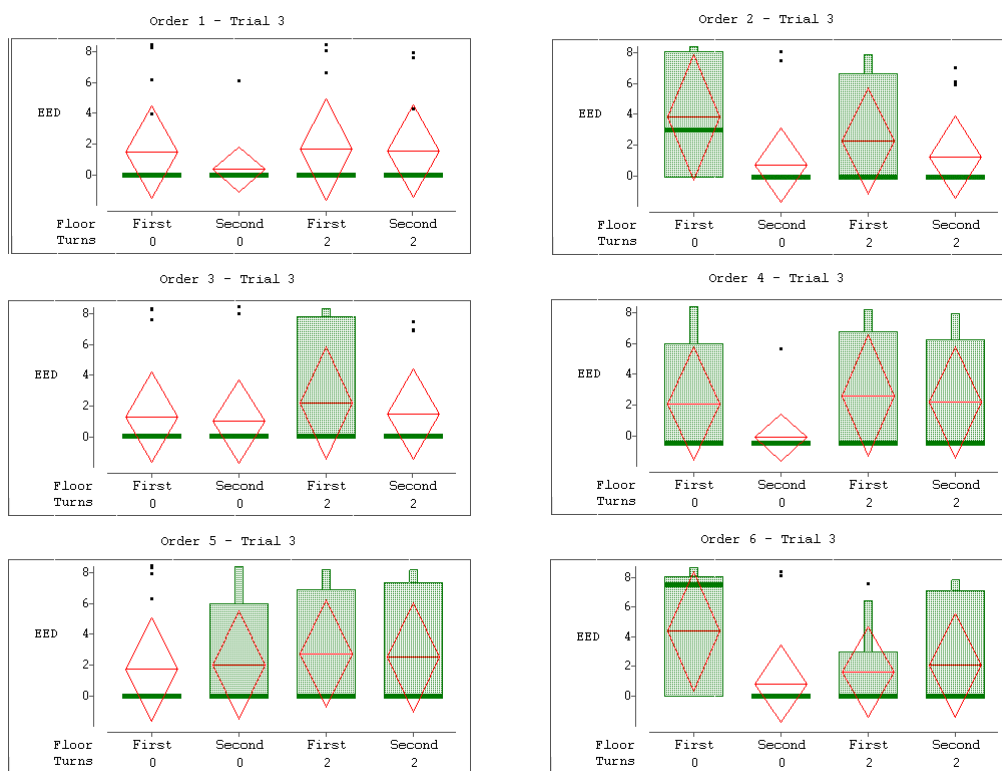 Order 1 - Trial 3
8
6
EED 4
2
0
Floor First Second First Second
Turns 0 0 2 2
Order 2 - Trial 3
8
6
EED 4
2
0
Floor First Second First Second
Turns 0 0 2 2
Order 3 - Trial 3
8
6
EED 4
2
0
Floor First Second First Second
Turns 0 0 2 2
Order 4 - Trial 3
8
6
EED 4
2
0
Floor First Second First Second
Turns 0 0 2 2
Order 5 - Trial 3
8
6
EED 4
2
0
Floor First Second First Second
Turns 0 0 2 2
Order 6 - Trial 3
8
6
EED 4
2
0
Floor First Second First Second
Turns 0 0 2 2